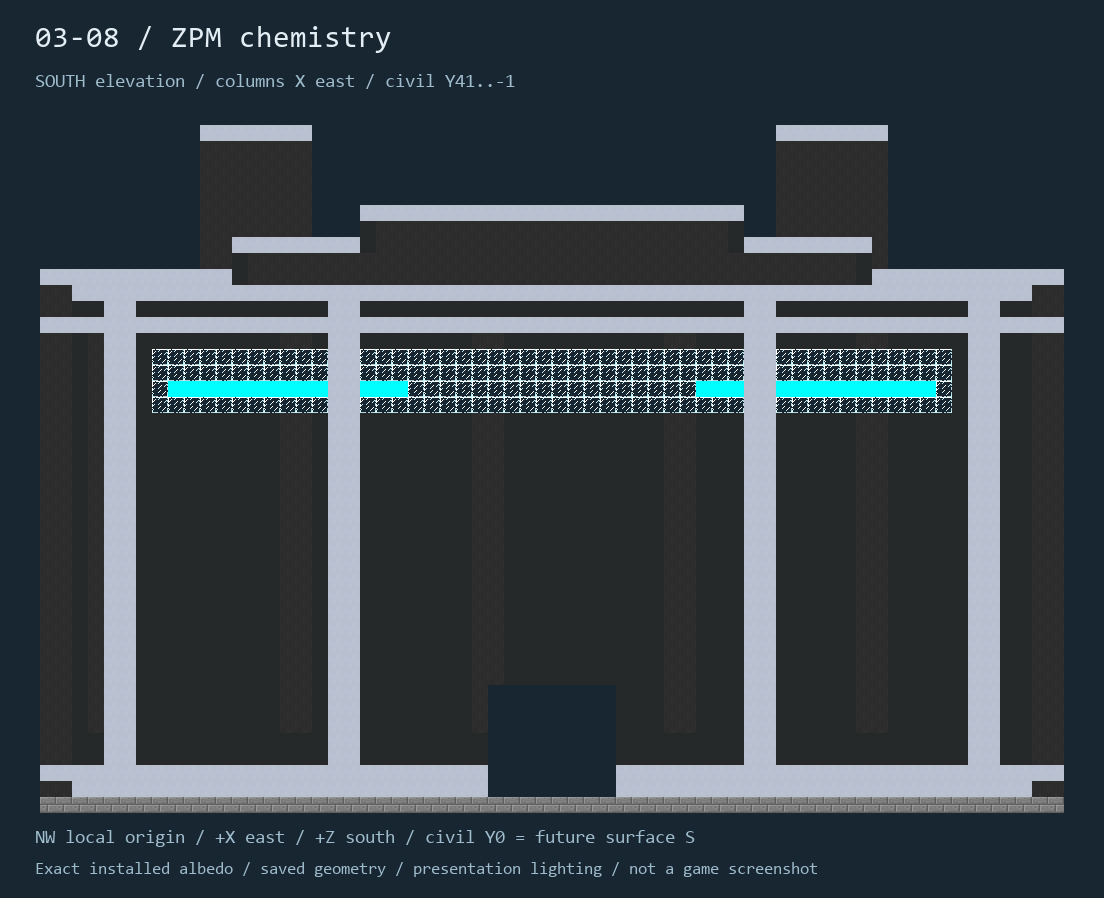 03-08 / ZPM chemistry
SOUTH elevation / columns X east / civil Y41..-1
NW local origin / +X east / +Z south / civil Y0 = future surface S
Exact installed albedo / saved geometry / presentation lighting / not a game screenshot